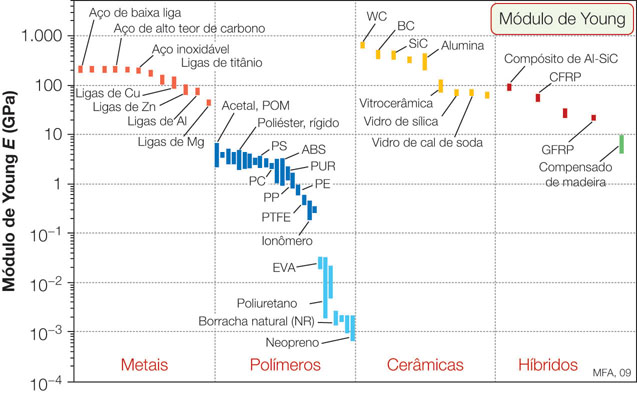 Módulo de Young
Módulo de Young E (GPa)
1.000
100
10
1
10⁻¹
10⁻²
10⁻³
10⁻⁴
Aço de baixa liga
Aço de alto teor de carbono
Aço inoxidável
Ligas de titânio
Ligas de Cu
Ligas de Zn
Ligas de Al
Ligas de Mg
Metais
Acetal, POM
Poliéster, rígido
PS
ABS
PUR
PC
PE
PP
PTFE
Ionômero
EVA
Poliuretano
Borracha natural (NR)
Neopreno
Polímeros
WC
BC
SiC
Alumina
Vitrocerâmica
Vidro de sílica
Vidro de cal de soda
Cerâmicas
Compósito de Al-SiC
CFRP
GFRP
Compensado
de madeira
Híbridos
MFA, 09